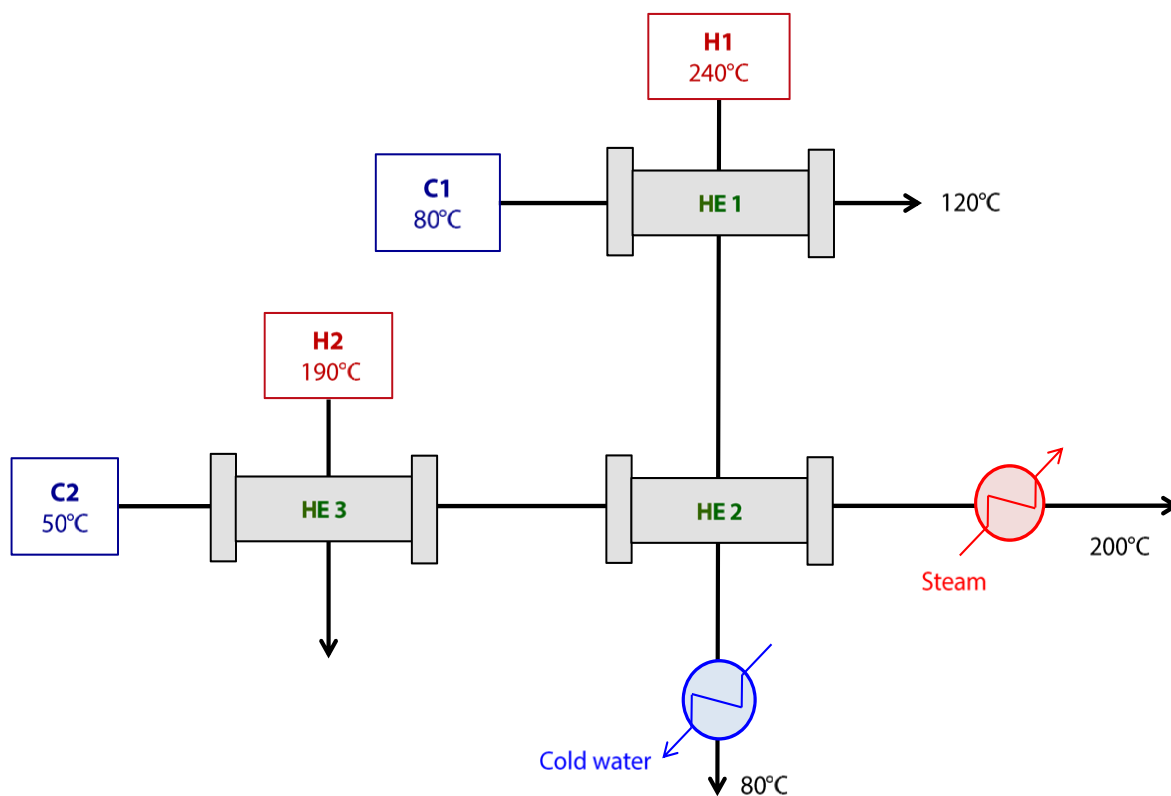 H1
240°C
C1
80°C
HE 1
120°C
H2
190°C
C2
50°C
HE 3
HE 2
200°C
Steam
Cold water
80°C